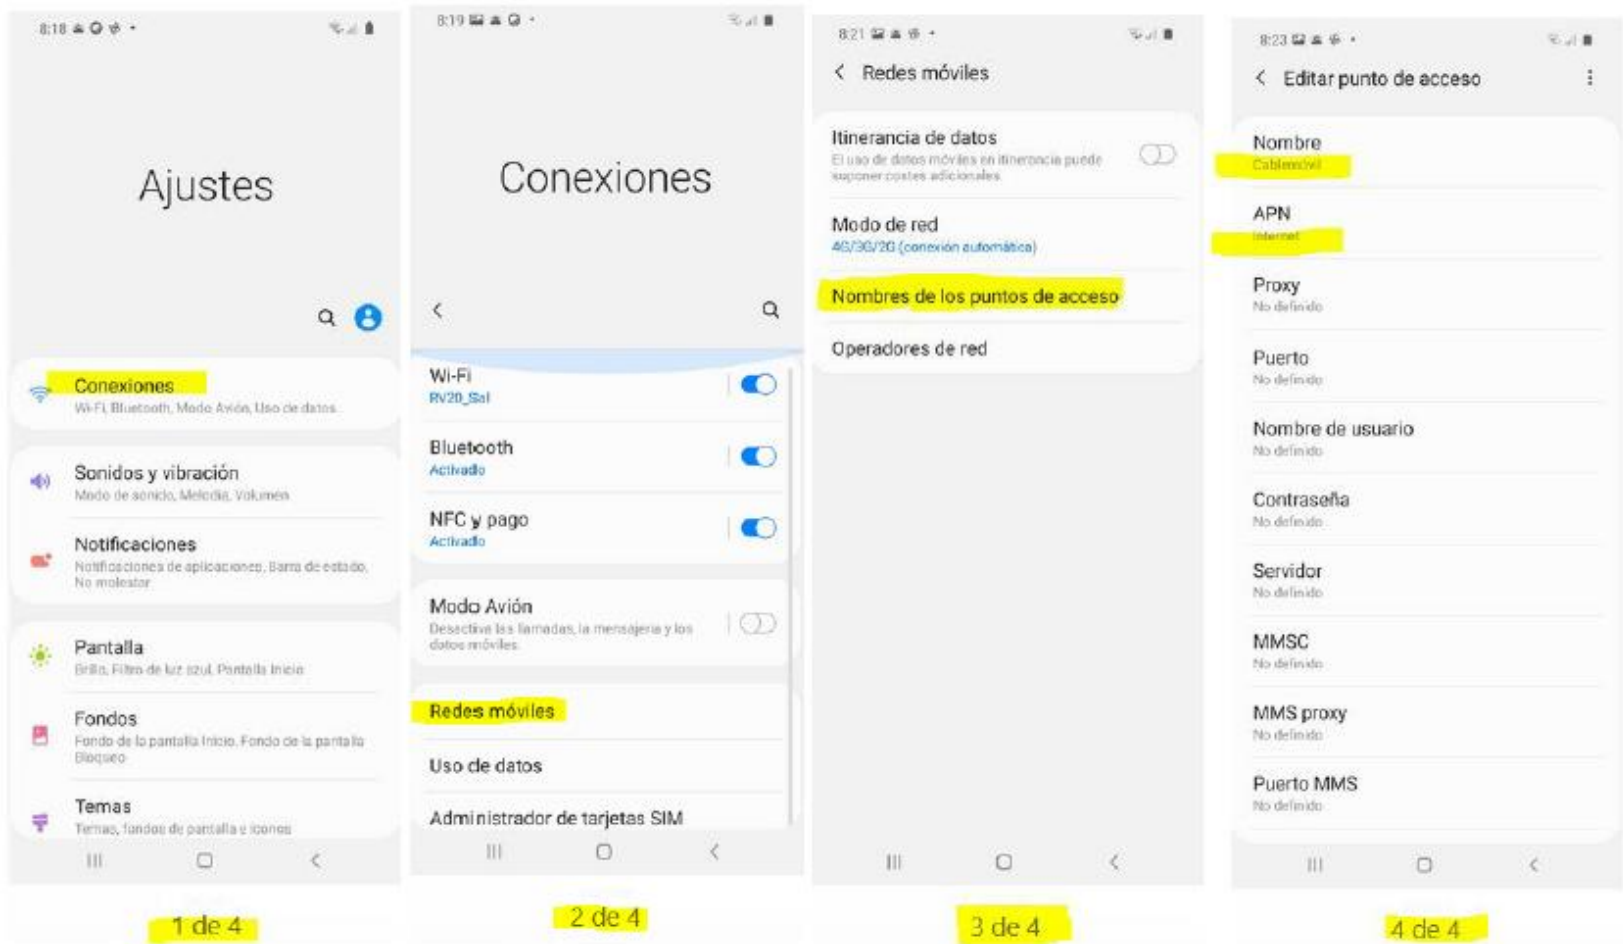 8:18
Ajustes
Conexiones
Wi-Fi, Bluetooth, Modo Avión, Uso de datos
Sonidos y vibración
Modo de sonido, Melodía, Volumen
Notificaciones
Notificaciones de aplicaciones, Barra de estado,
No molestar
Pantalla
Brillo, Filtro de luz azul, Pantalla Inicio
Fondos
Fondo de la pantalla Inicio, Fondo de la pantalla
Bloqueo
Temas
Temas, fondos de pantalla e iconos
1 de 4
8:19
Conexiones
Wi-Fi
RV20_Sal
Bluetooth
Activado
NFC y pago
Activado
Modo Avión
Desactiva las llamadas, la mensajería y los
datos móviles.
Redes móviles
Uso de datos
Administrador de tarjetas SIM
2 de 4
8:21
Redes móviles
Itinerancia de datos
El uso de datos móviles en itinerancia puede
suponer costes adicionales.
Modo de red
4G/3G/2G (conexión automática)
Nombres de los puntos de acceso
Operadores de red
3 de 4
8:23
Editar punto de acceso
Nombre
Cablemóvil
APN
internet
Proxy
No definido
Puerto
No definido
Nombre de usuario
No definido
Contraseña
No definido
Servidor
No definido
MMSC
No definido
MMS proxy
No definido
Puerto MMS
No definido
4 de 4